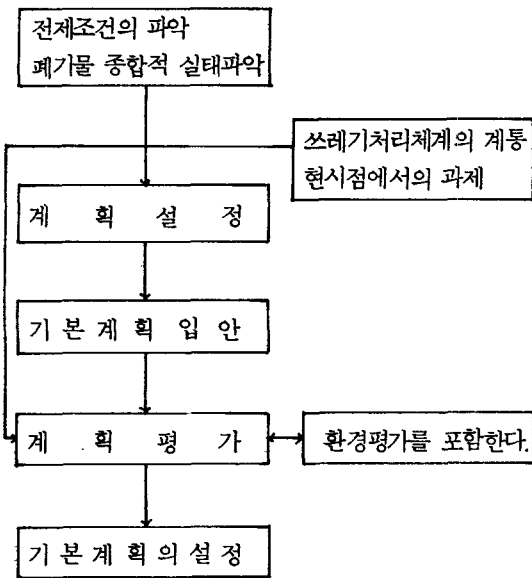 전제조건의 파악
폐기물 종합적 실태파악
쓰레기처리체계의 계통
현시점에서의 과제
계 획 설 정
기 본 계 획 입 안
계 획 평 가
환경평가를 포함한다.
기 본 계 획 의 설 정